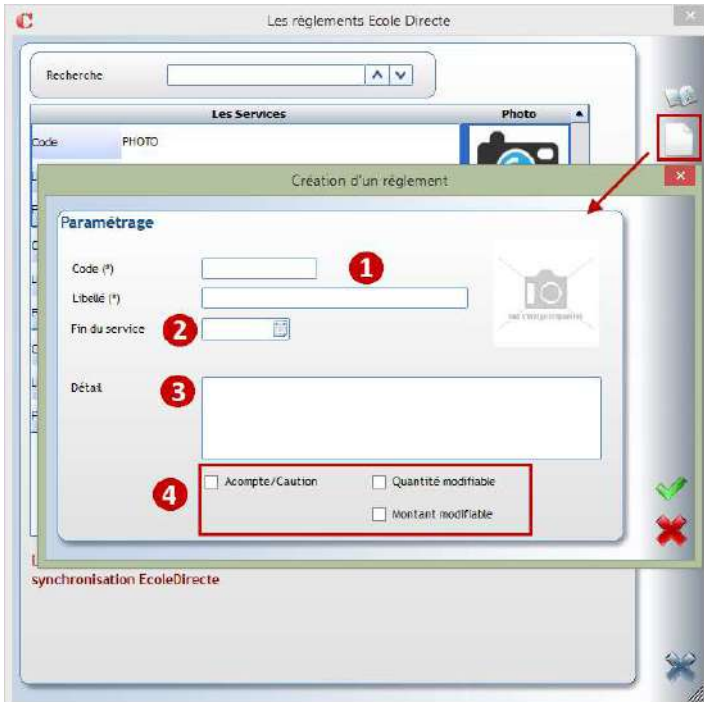 Les règlements Ecole Directe
Recherche
Les Services Photo
Code PHOTO
Création d'un règlement
Paramétrage
Code (*)
1
Libellé (*)
Fin du service 2
Détail 3
4 Acompte/Caution Quantité modifiable
Montant modifiable
synchronisation EcoleDirecte